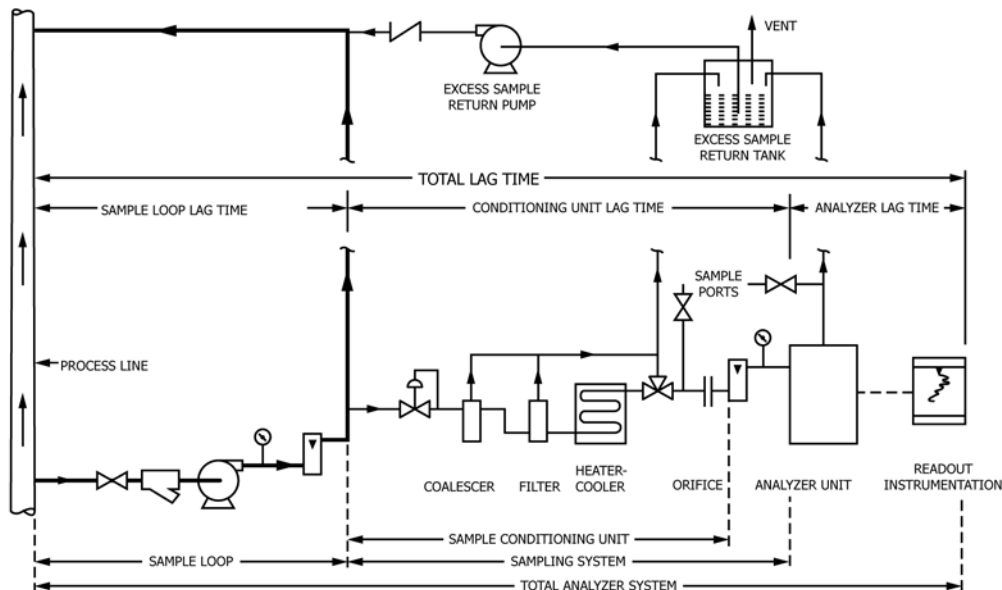 VENT
EXCESS SAMPLE
RETURN PUMP
EXCESS SAMPLE
RETURN TANK
TOTAL LAG TIME
SAMPLE LOOP LAG TIME
CONDITIONING UNIT LAG TIME
ANALYZER LAG TIME
SAMPLE
PORTS
PROCESS LINE
COALESCER
FILTER
HEATER-
COOLER
ORIFICE
ANALYZER UNIT
READOUT
INSTRUMENTATION
SAMPLE CONDITIONING UNIT
SAMPLE LOOP
SAMPLING SYSTEM
TOTAL ANALYZER SYSTEM